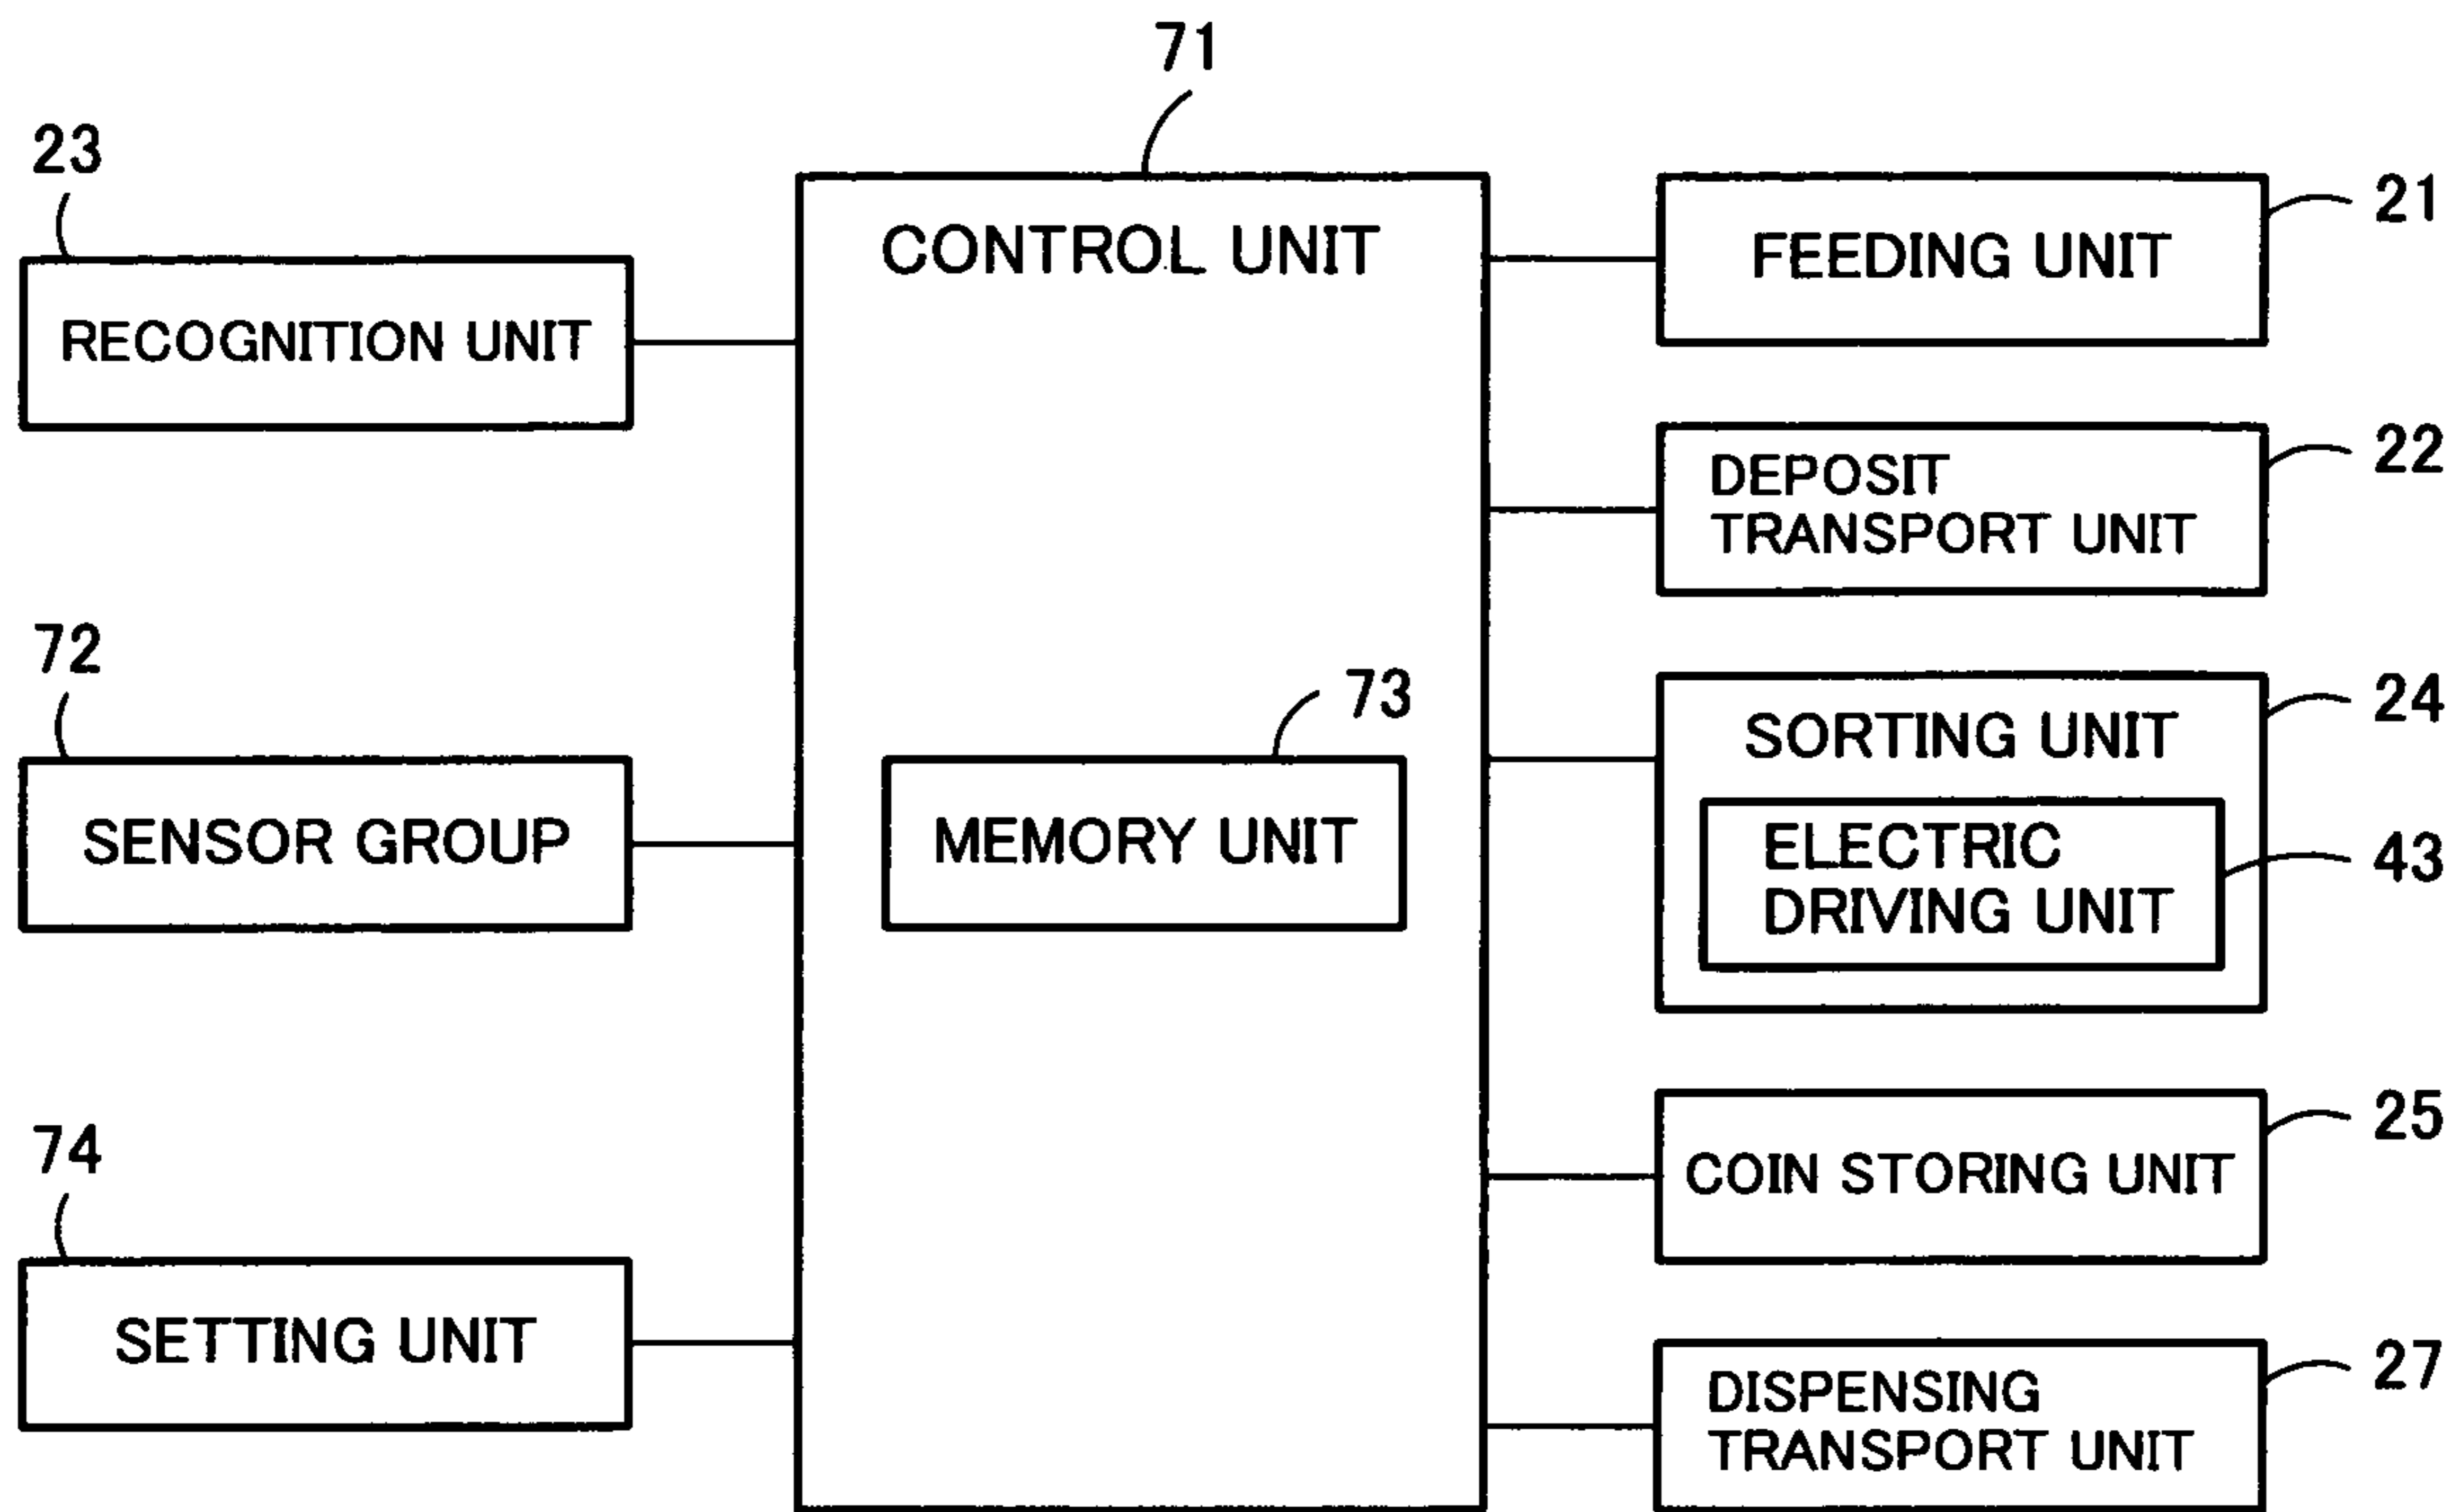 71
23
RECOGNITION UNIT
72
SENSOR GROUP
74
SETTING UNIT
CONTROL UNIT
73
MEMORY UNIT
21
FEEDING UNIT
22
DEPOSIT
TRANSPORT UNIT
24
SORTING UNIT
43
ELECTRIC
DRIVING UNIT
25
COIN STORING UNIT
27
DISPENSING
TRANSPORT UNIT